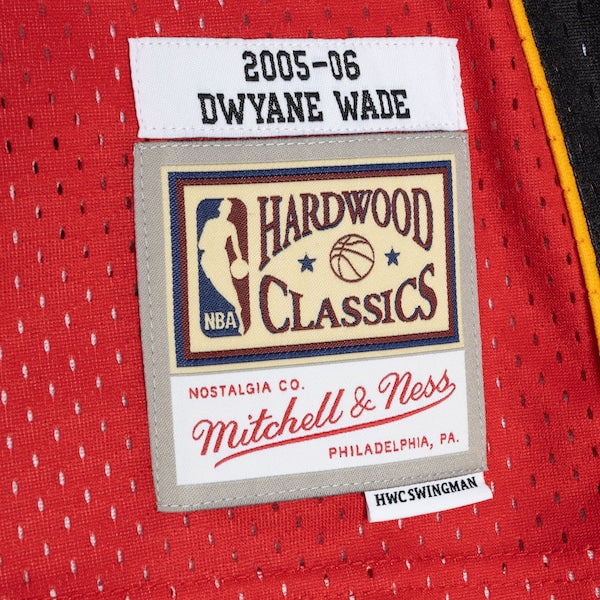 2005-06
DWYANE WADE
HARDWOOD
CLASSICS
NBA
NOSTALGIA CO.
Mitchell & Ness
PHILADELPHIA, PA.
HWC SWINGMAN